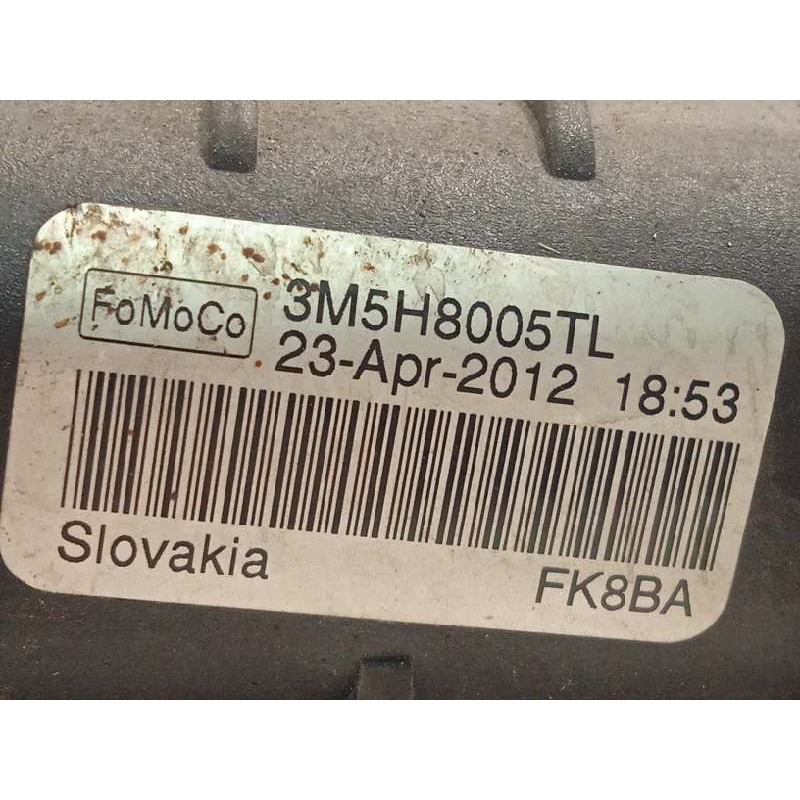 FoMoCo 3M5H8005TL
23-Apr-2012 18:53
Slovakia FK8BA